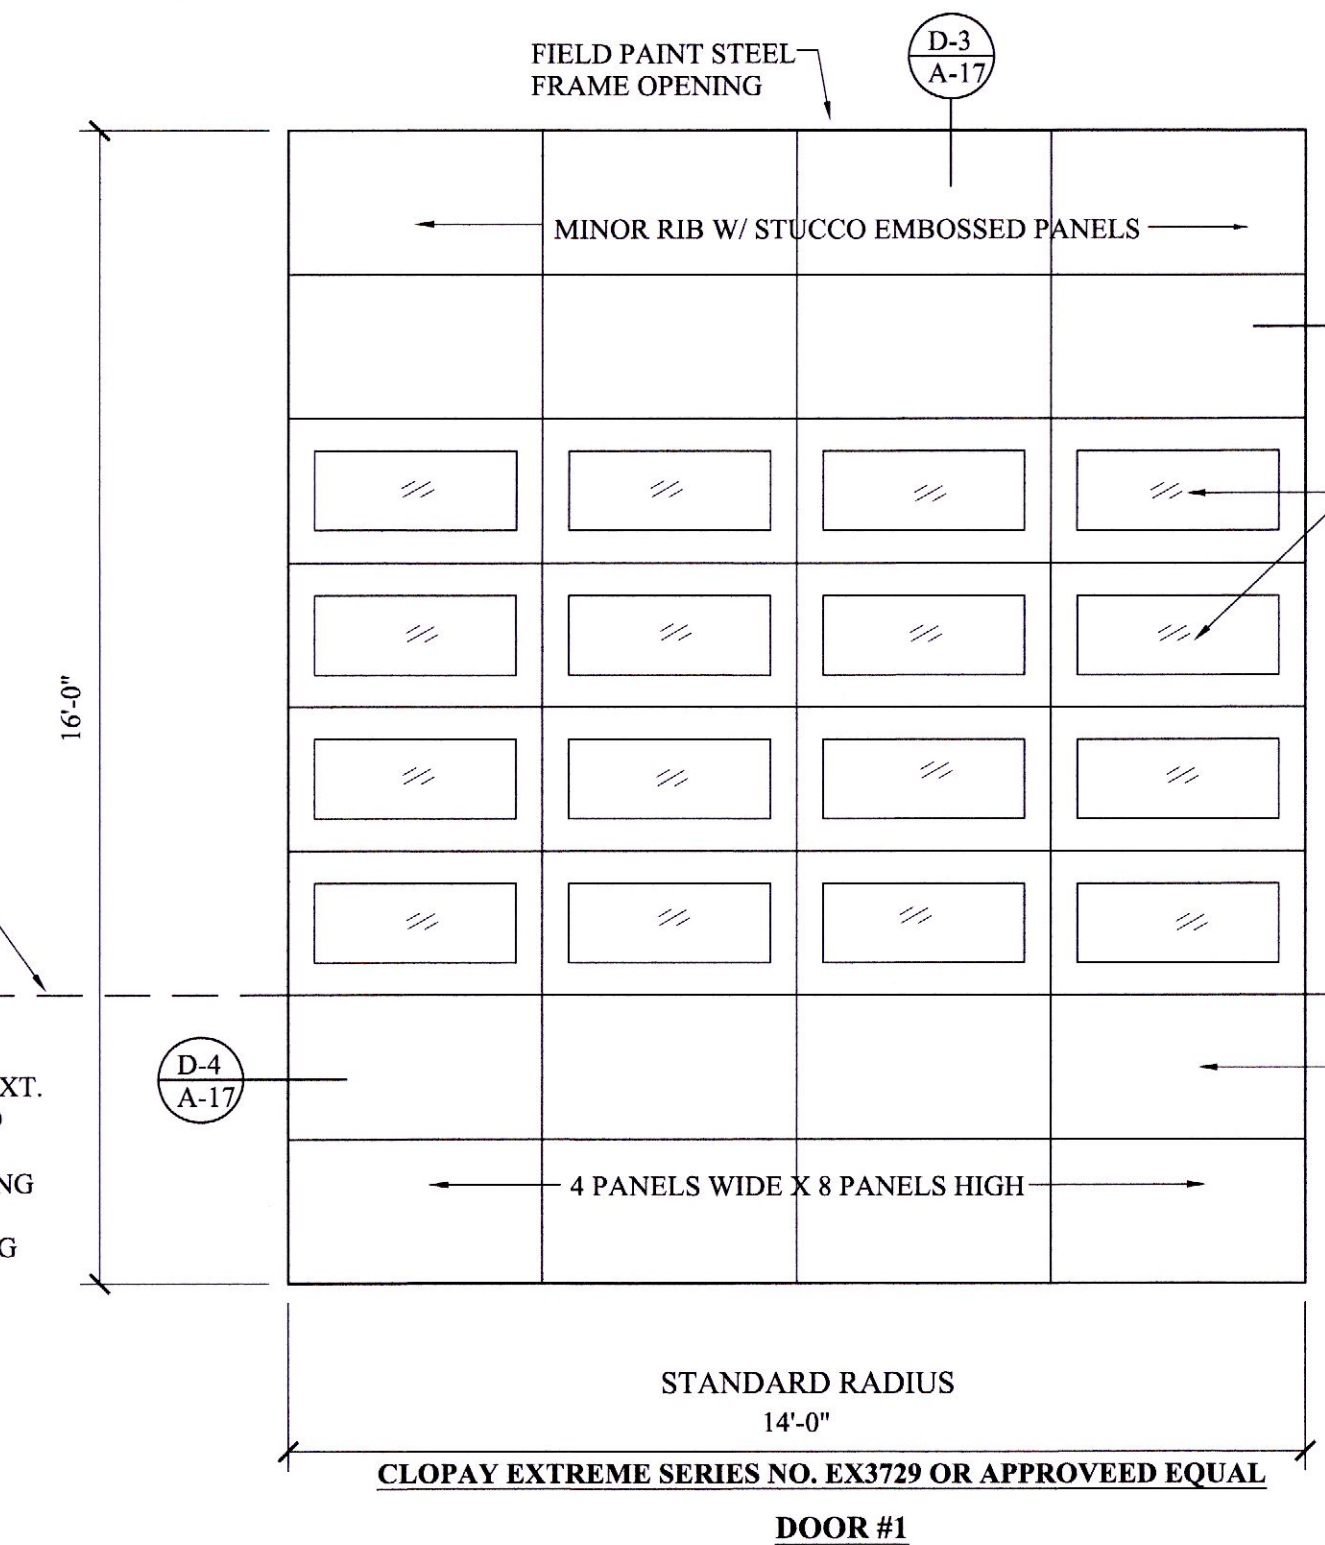 FIELD PAINT STEEL
FRAME OPENING
D-3
A-17
MINOR RIB W/ STUCCO EMBOSSED PANELS
16'-0"
D-4
A-17
XT.
NG
G
4 PANELS WIDE X 8 PANELS HIGH
STANDARD RADIUS
14'-0"
CLOPAY EXTREME SERIES NO. EX3729 OR APPROVEED EQUAL
DOOR #1